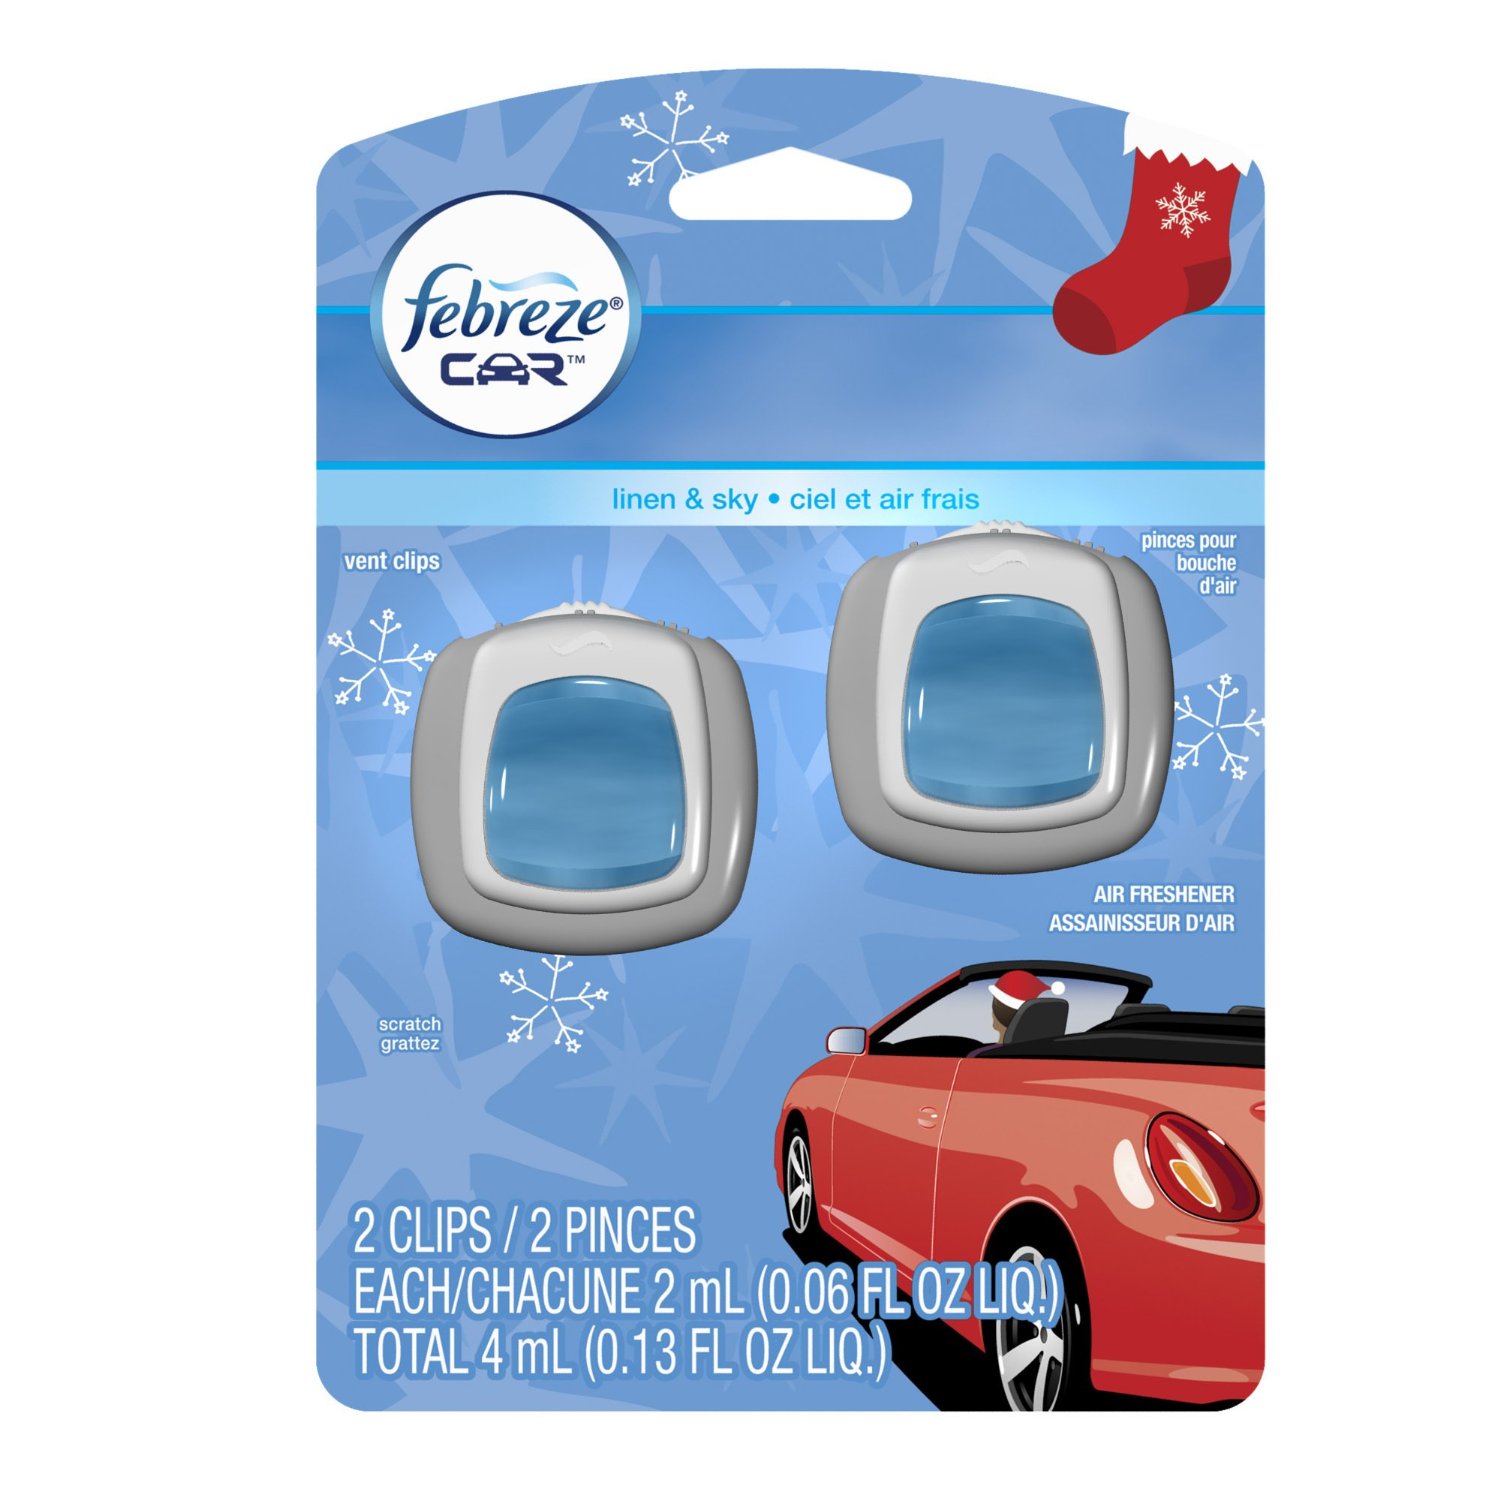 febreze®
CAR™
linen & sky • ciel et air frais
vent clips
pinces pour
bouche
d'air
AIR FRESHENER
ASSAINISSEUR D'AIR
scratch
grattez
2 CLIPS / 2 PINCES
EACH/CHACUNE 2 mL (0.06 FL OZ LIQ.)
TOTAL 4 mL (0.13 FL OZ LIQ.)